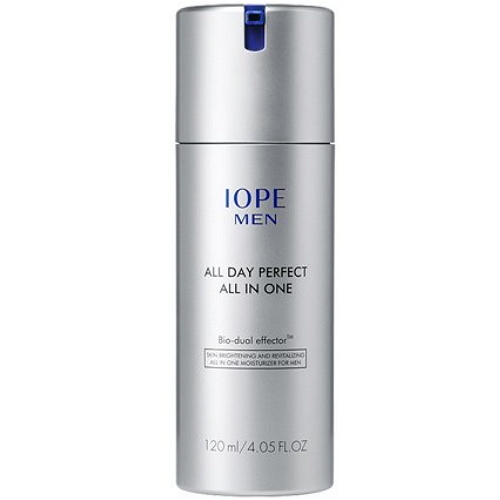 IOPE
MEN
ALL DAY PERFECT
ALL IN ONE
Bio-dual effector™
SKIN BRIGHTENING AND REVITALIZING
ALL IN ONE MOISTURIZER FOR MEN
120 ml/4.05 FL.OZ